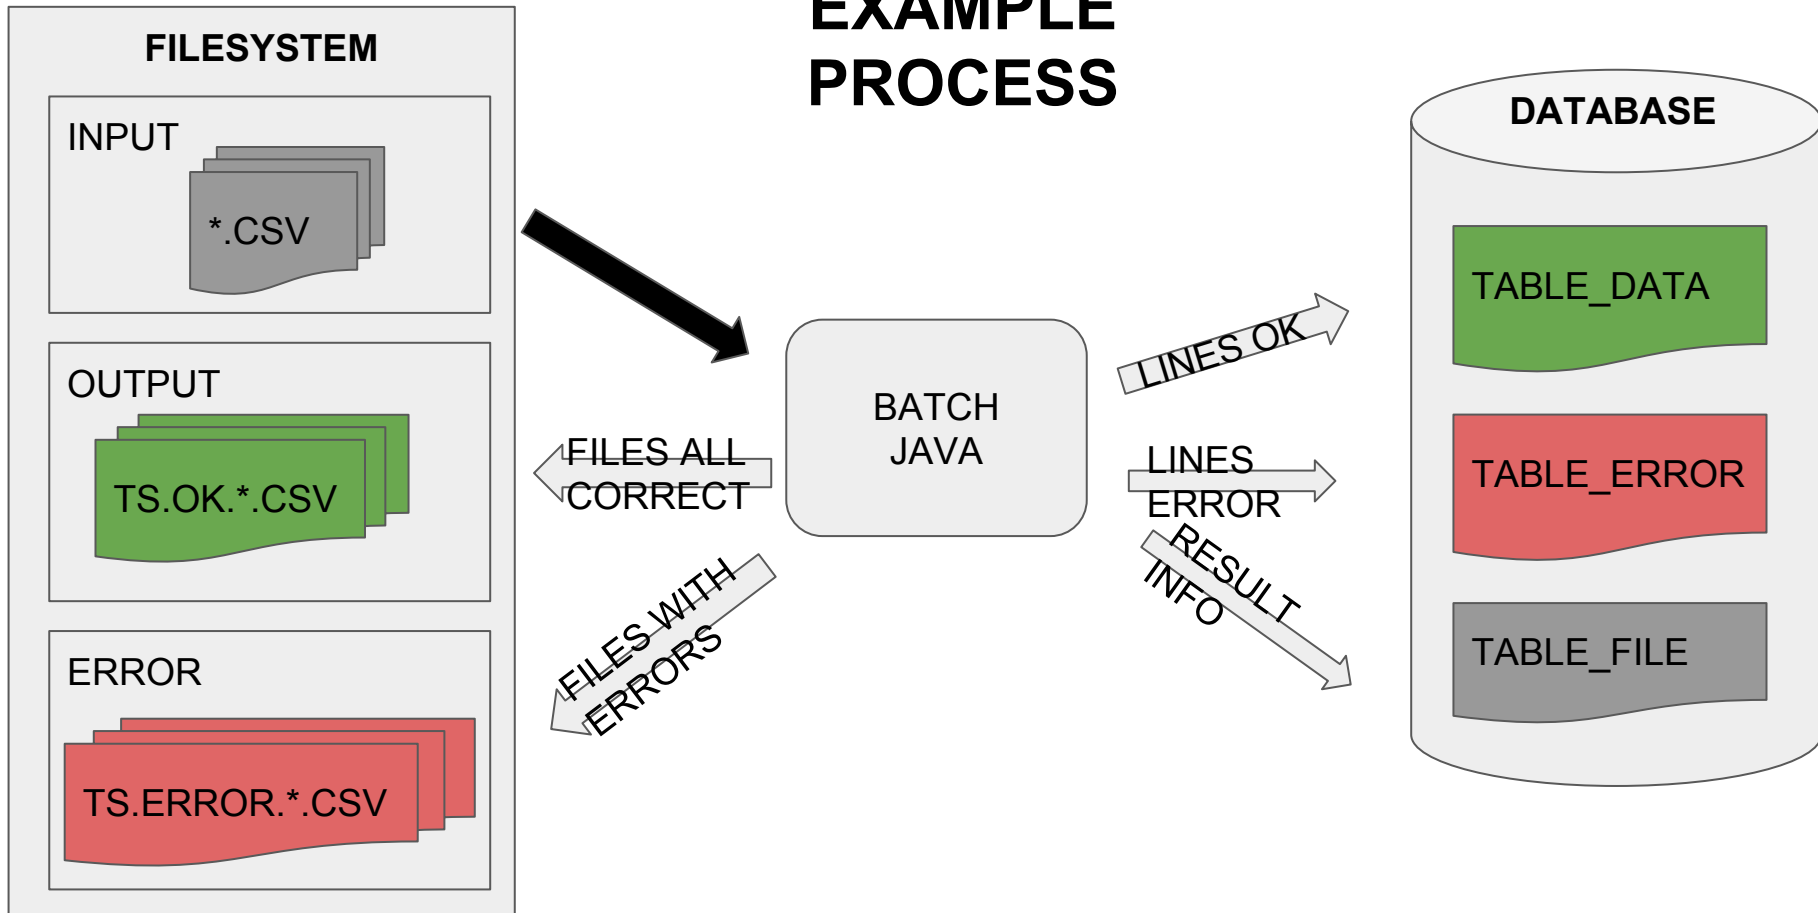 EXAMPLE
PROCESS
FILESYSTEM
INPUT
*.CSV
OUTPUT
TS.OK.*.CSV
ERROR
TS.ERROR.*.CSV
FILES ALL
CORRECT
FILES WITH
ERRORS
BATCH
JAVA
LINES OK
LINES
ERROR
RESULT
INFO
DATABASE
TABLE_DATA
TABLE_ERROR
TABLE_FILE